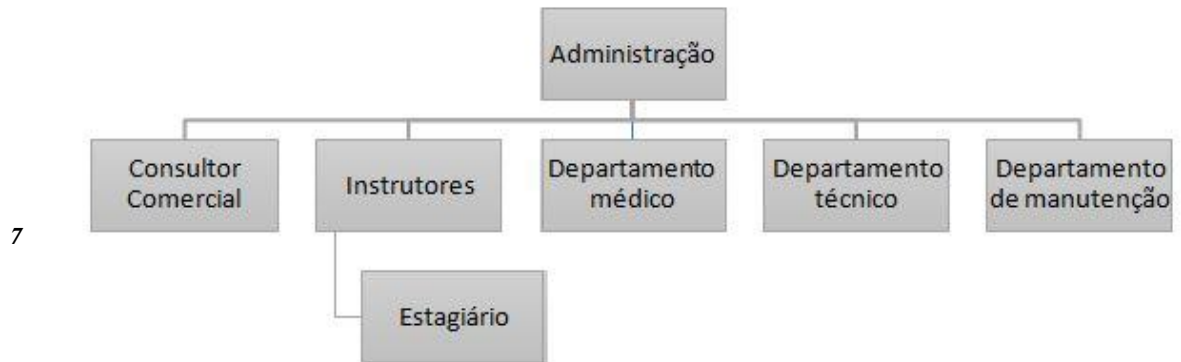 Administração
Consultor
Comercial
Instrutores
Departamento
médico
Departamento
técnico
Departamento
de manutenção
7
Estagiário